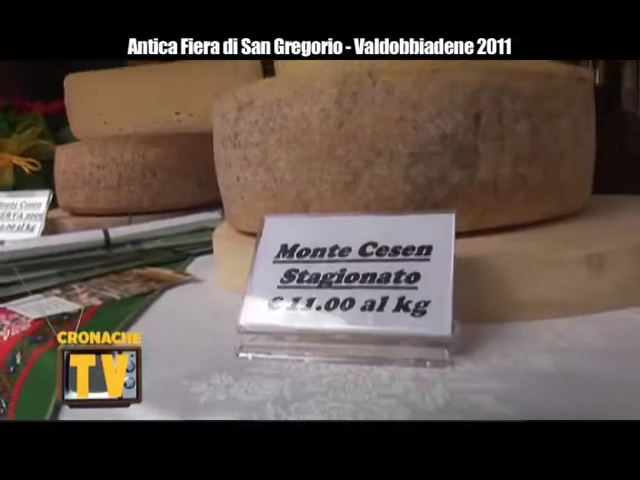 Antica Fiera di San Gregorio - Valdobbiadene 2011
Monte Cesen
Stagionato
€ 11.00 al kg
CRONACHE
TV